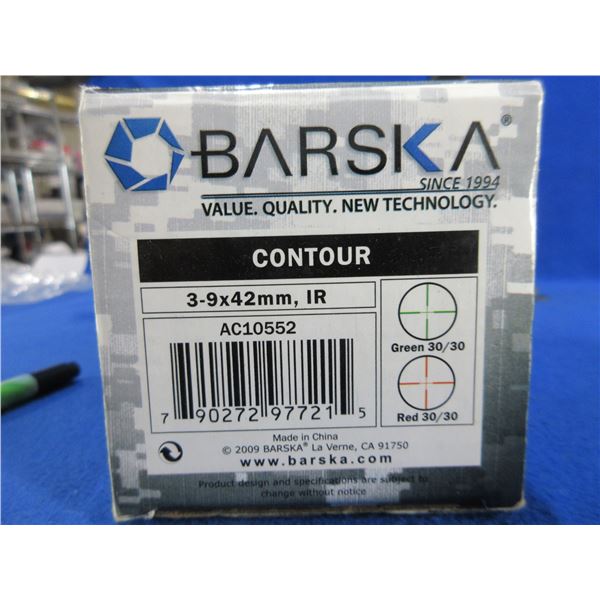 BARSKA®
SINCE 1994
VALUE. QUALITY. NEW TECHNOLOGY.
CONTOUR
3-9x42mm, IR
AC10552
7 90272 97721 5
Green 30/30
Red 30/30
Made in China
© 2009 BARSKA® La Verne, CA 91750
www.barska.com
Product design and specifications are subject to
change without notice